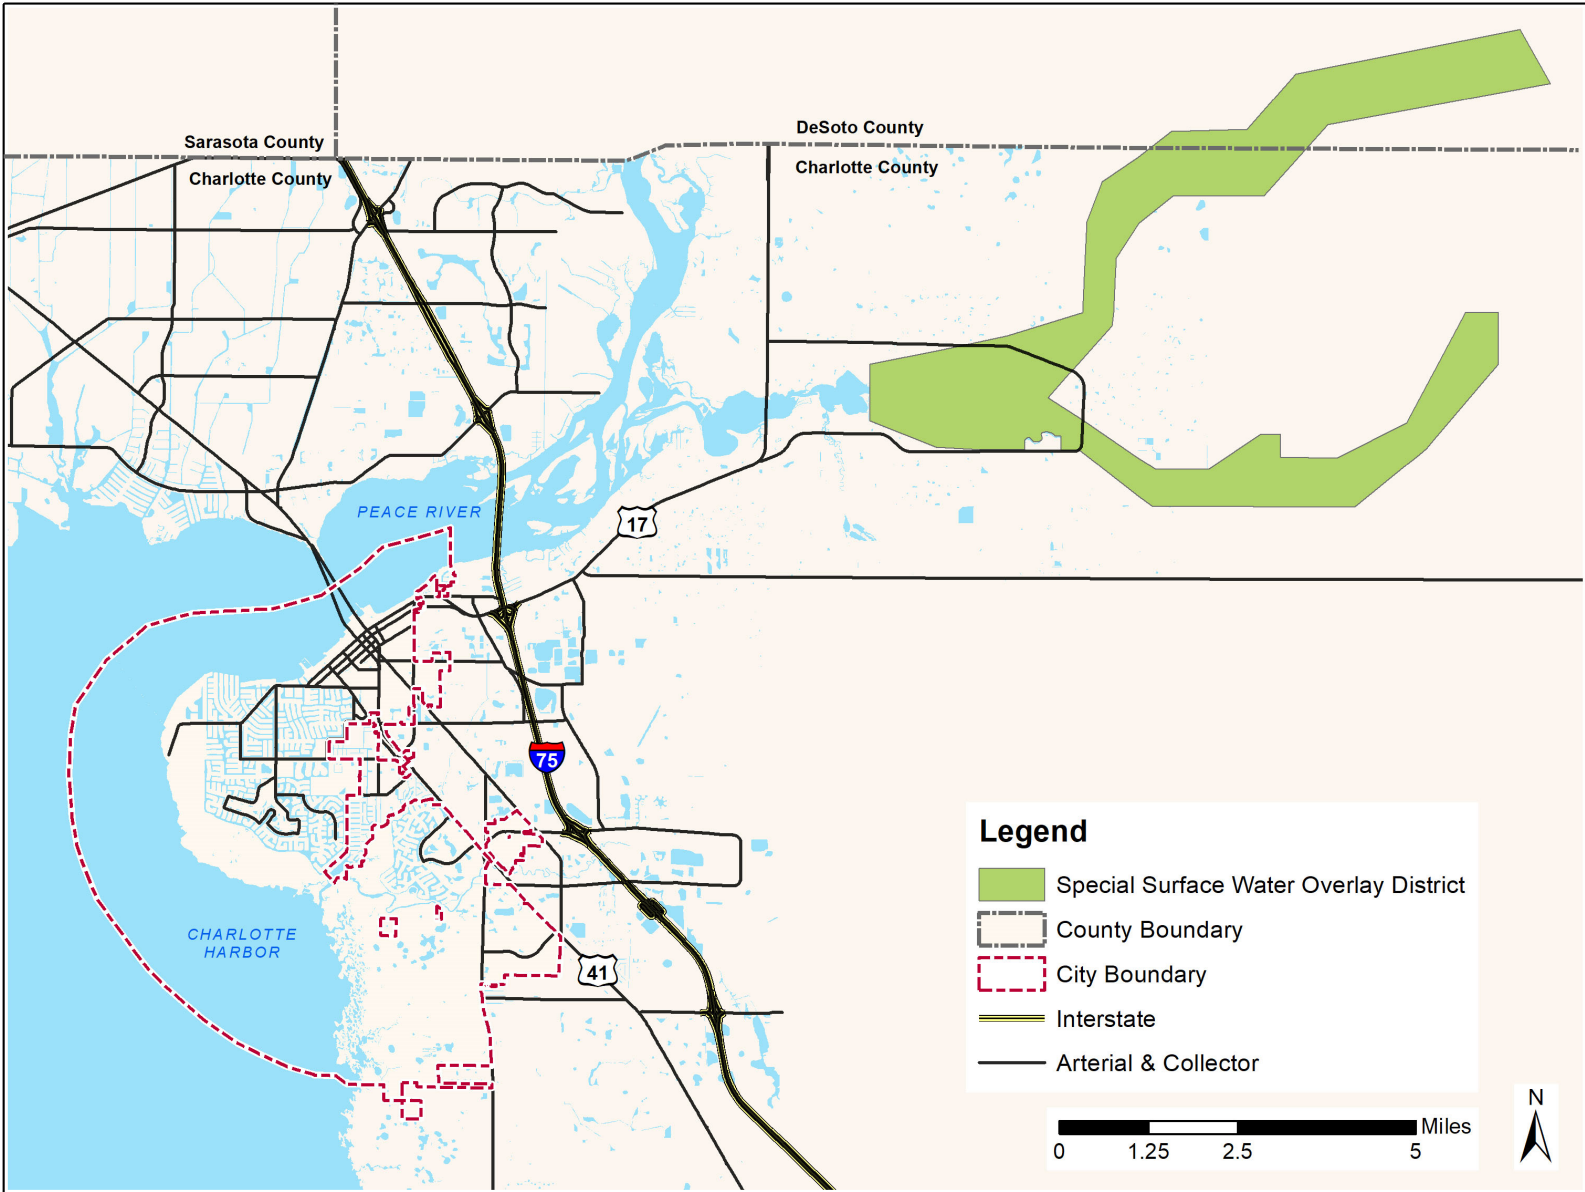 Sarasota County
Charlotte County
DeSoto County
Charlotte County
PEACE RIVER
17
75
CHARLOTTE
HARBOR
41
Legend
Special Surface Water Overlay District
County Boundary
City Boundary
Interstate
Arterial & Collector
N
Miles
0 1.25 2.5 5